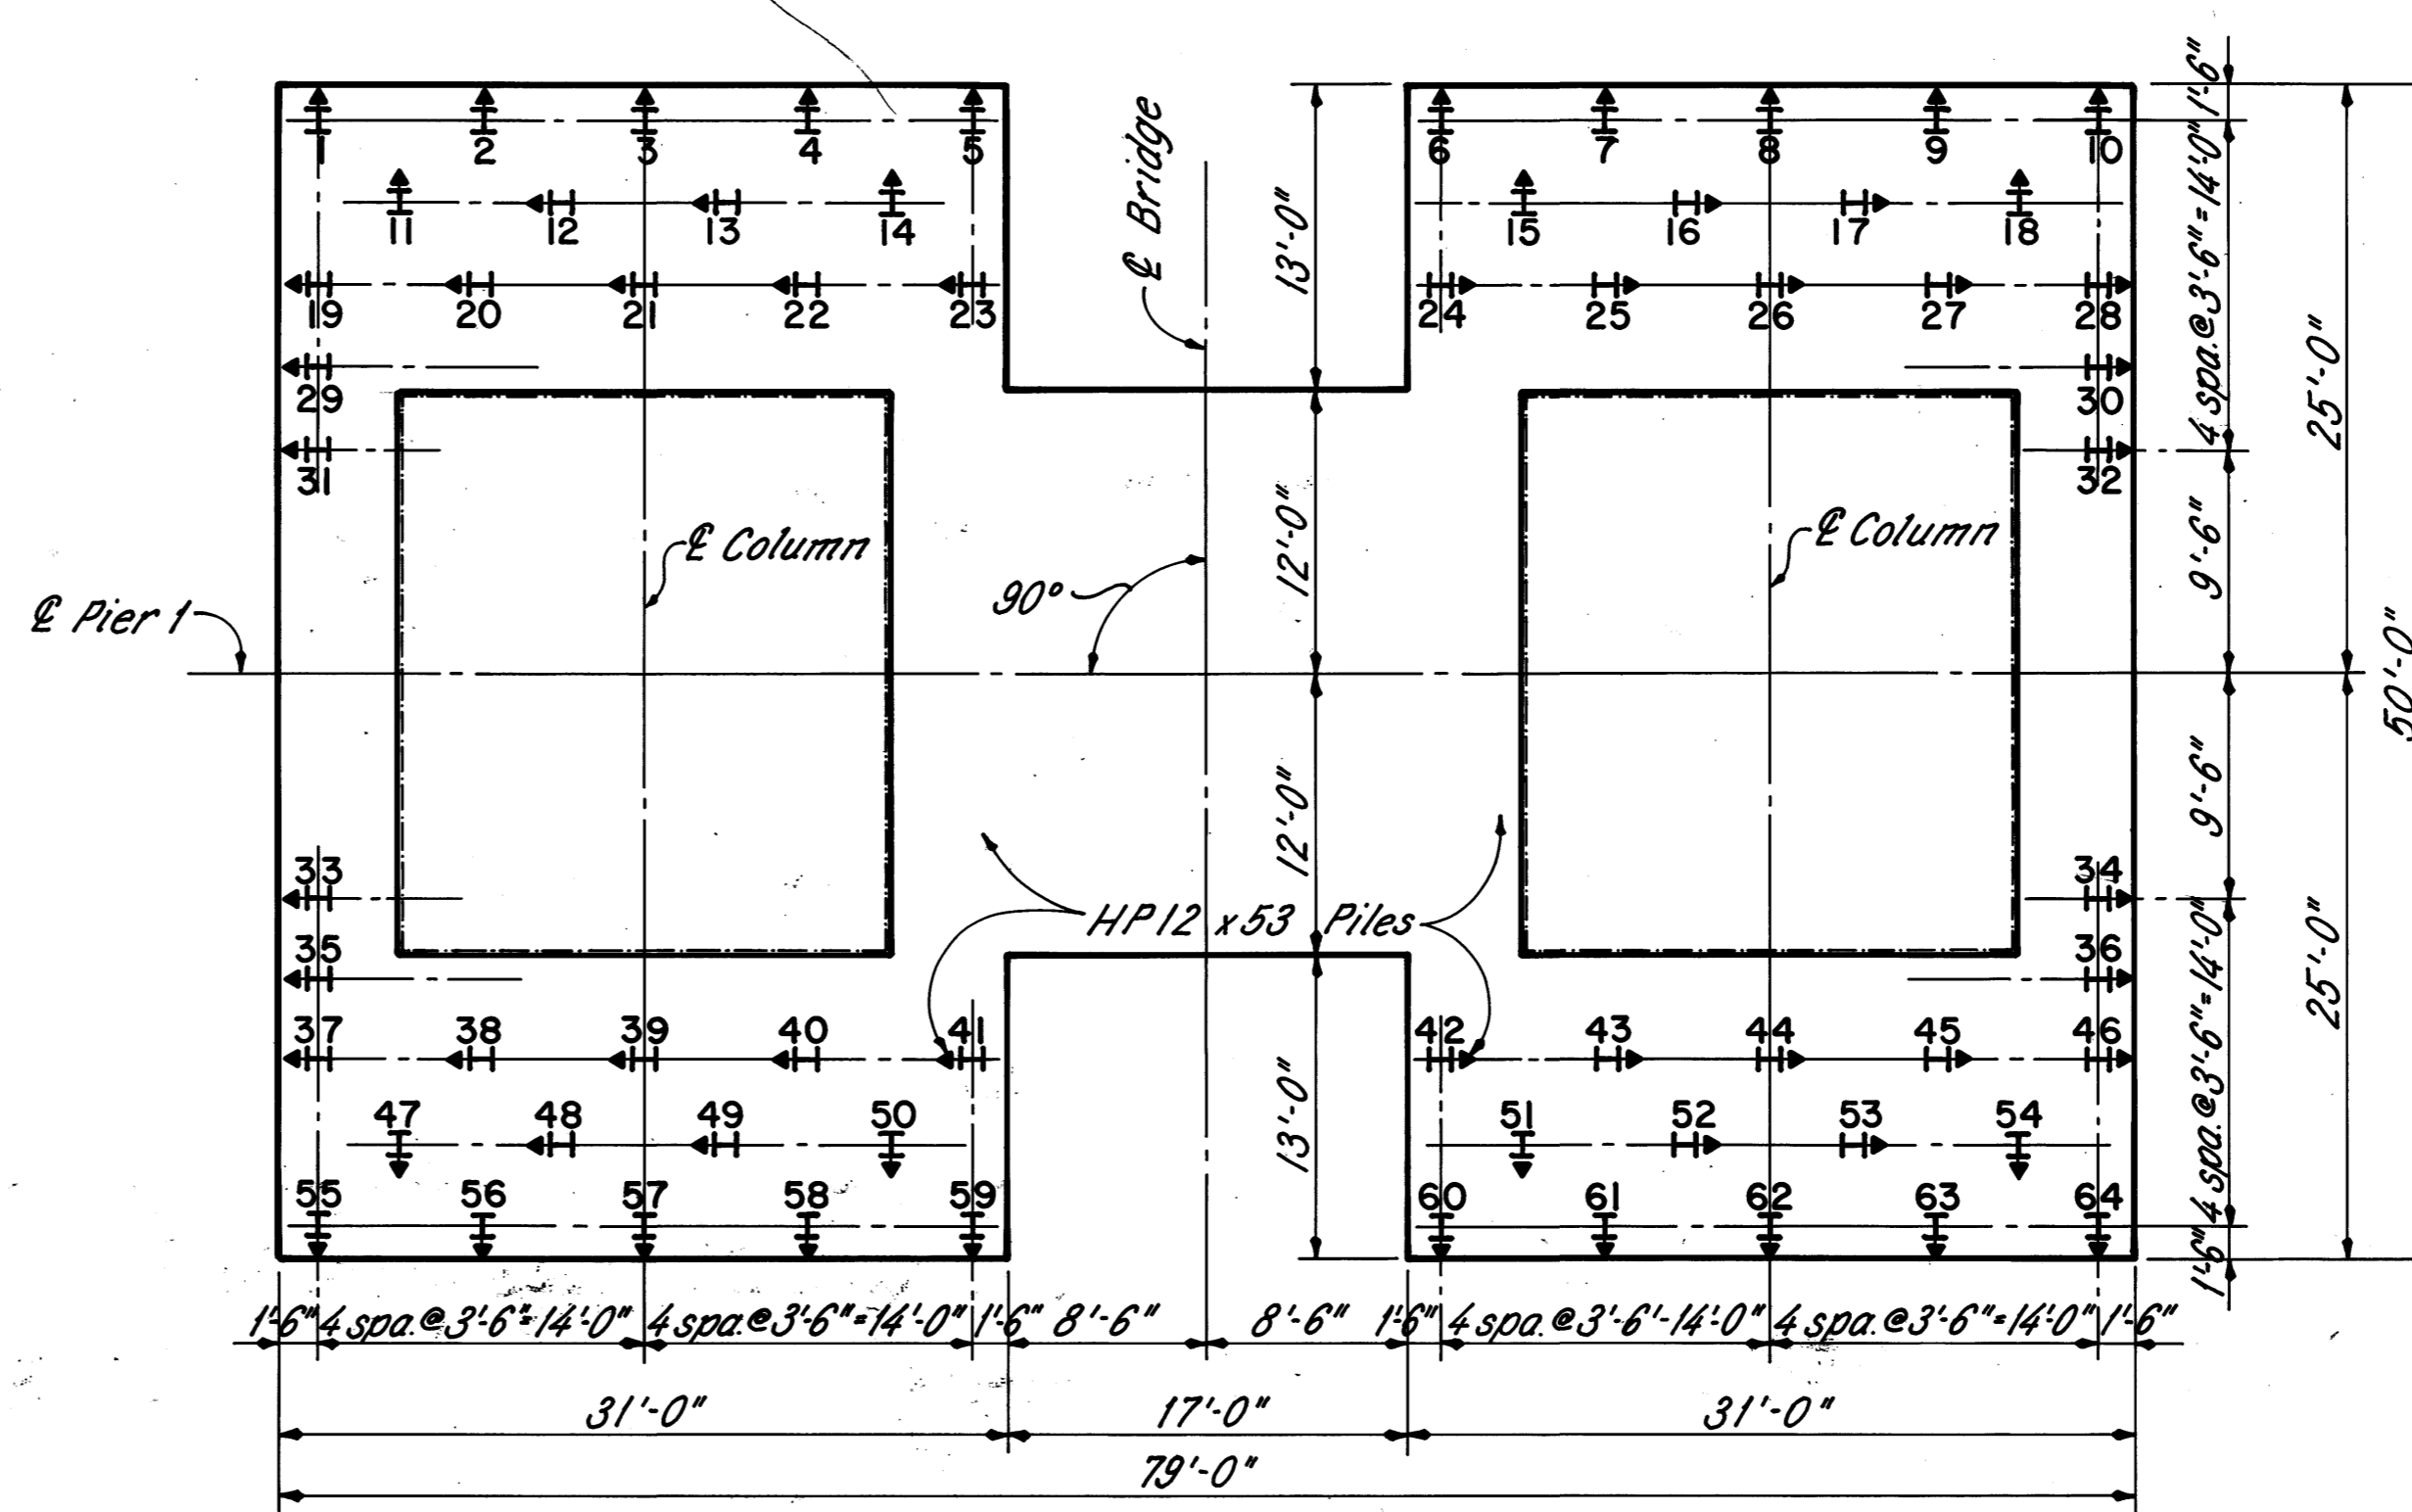 1 2 3 4 5 6 7 8 9 10
11 12 13 14 15 16 17 18
19 20 21 22 23 24 25 26 27 28
29 30
31 32
℄ Bridge
13'-0"
1'-6"
4 spa.@3'-6"=14'-0"
25'-0"
℄ Column
℄ Column
12'-0"
9'-6"
90°
℄ Pier 1
50'-0"
9'-6"
12'-0"
33 34
HP12 x 53 Piles
35 36
25'-0"
4 spa.@3'-6"=14'-0"
37 38 39 40 41 42 43 44 45 46
47 48 49 50 51 52 53 54
13'-0"
55 56 57 58 59 60 61 62 63 64
1'-6"
1'-6" 4 spa.@3'-6"=14'-0" 4 spa.@3'-6"=14'-0" 1'-6" 8'-6" 8'-6" 1'-6" 4 spa.@3'-6'-14'-0" 4 spa.@3'-6"=14'-0" 1'-6"
31'-0" 17'-0" 31'-0"
79'-0"